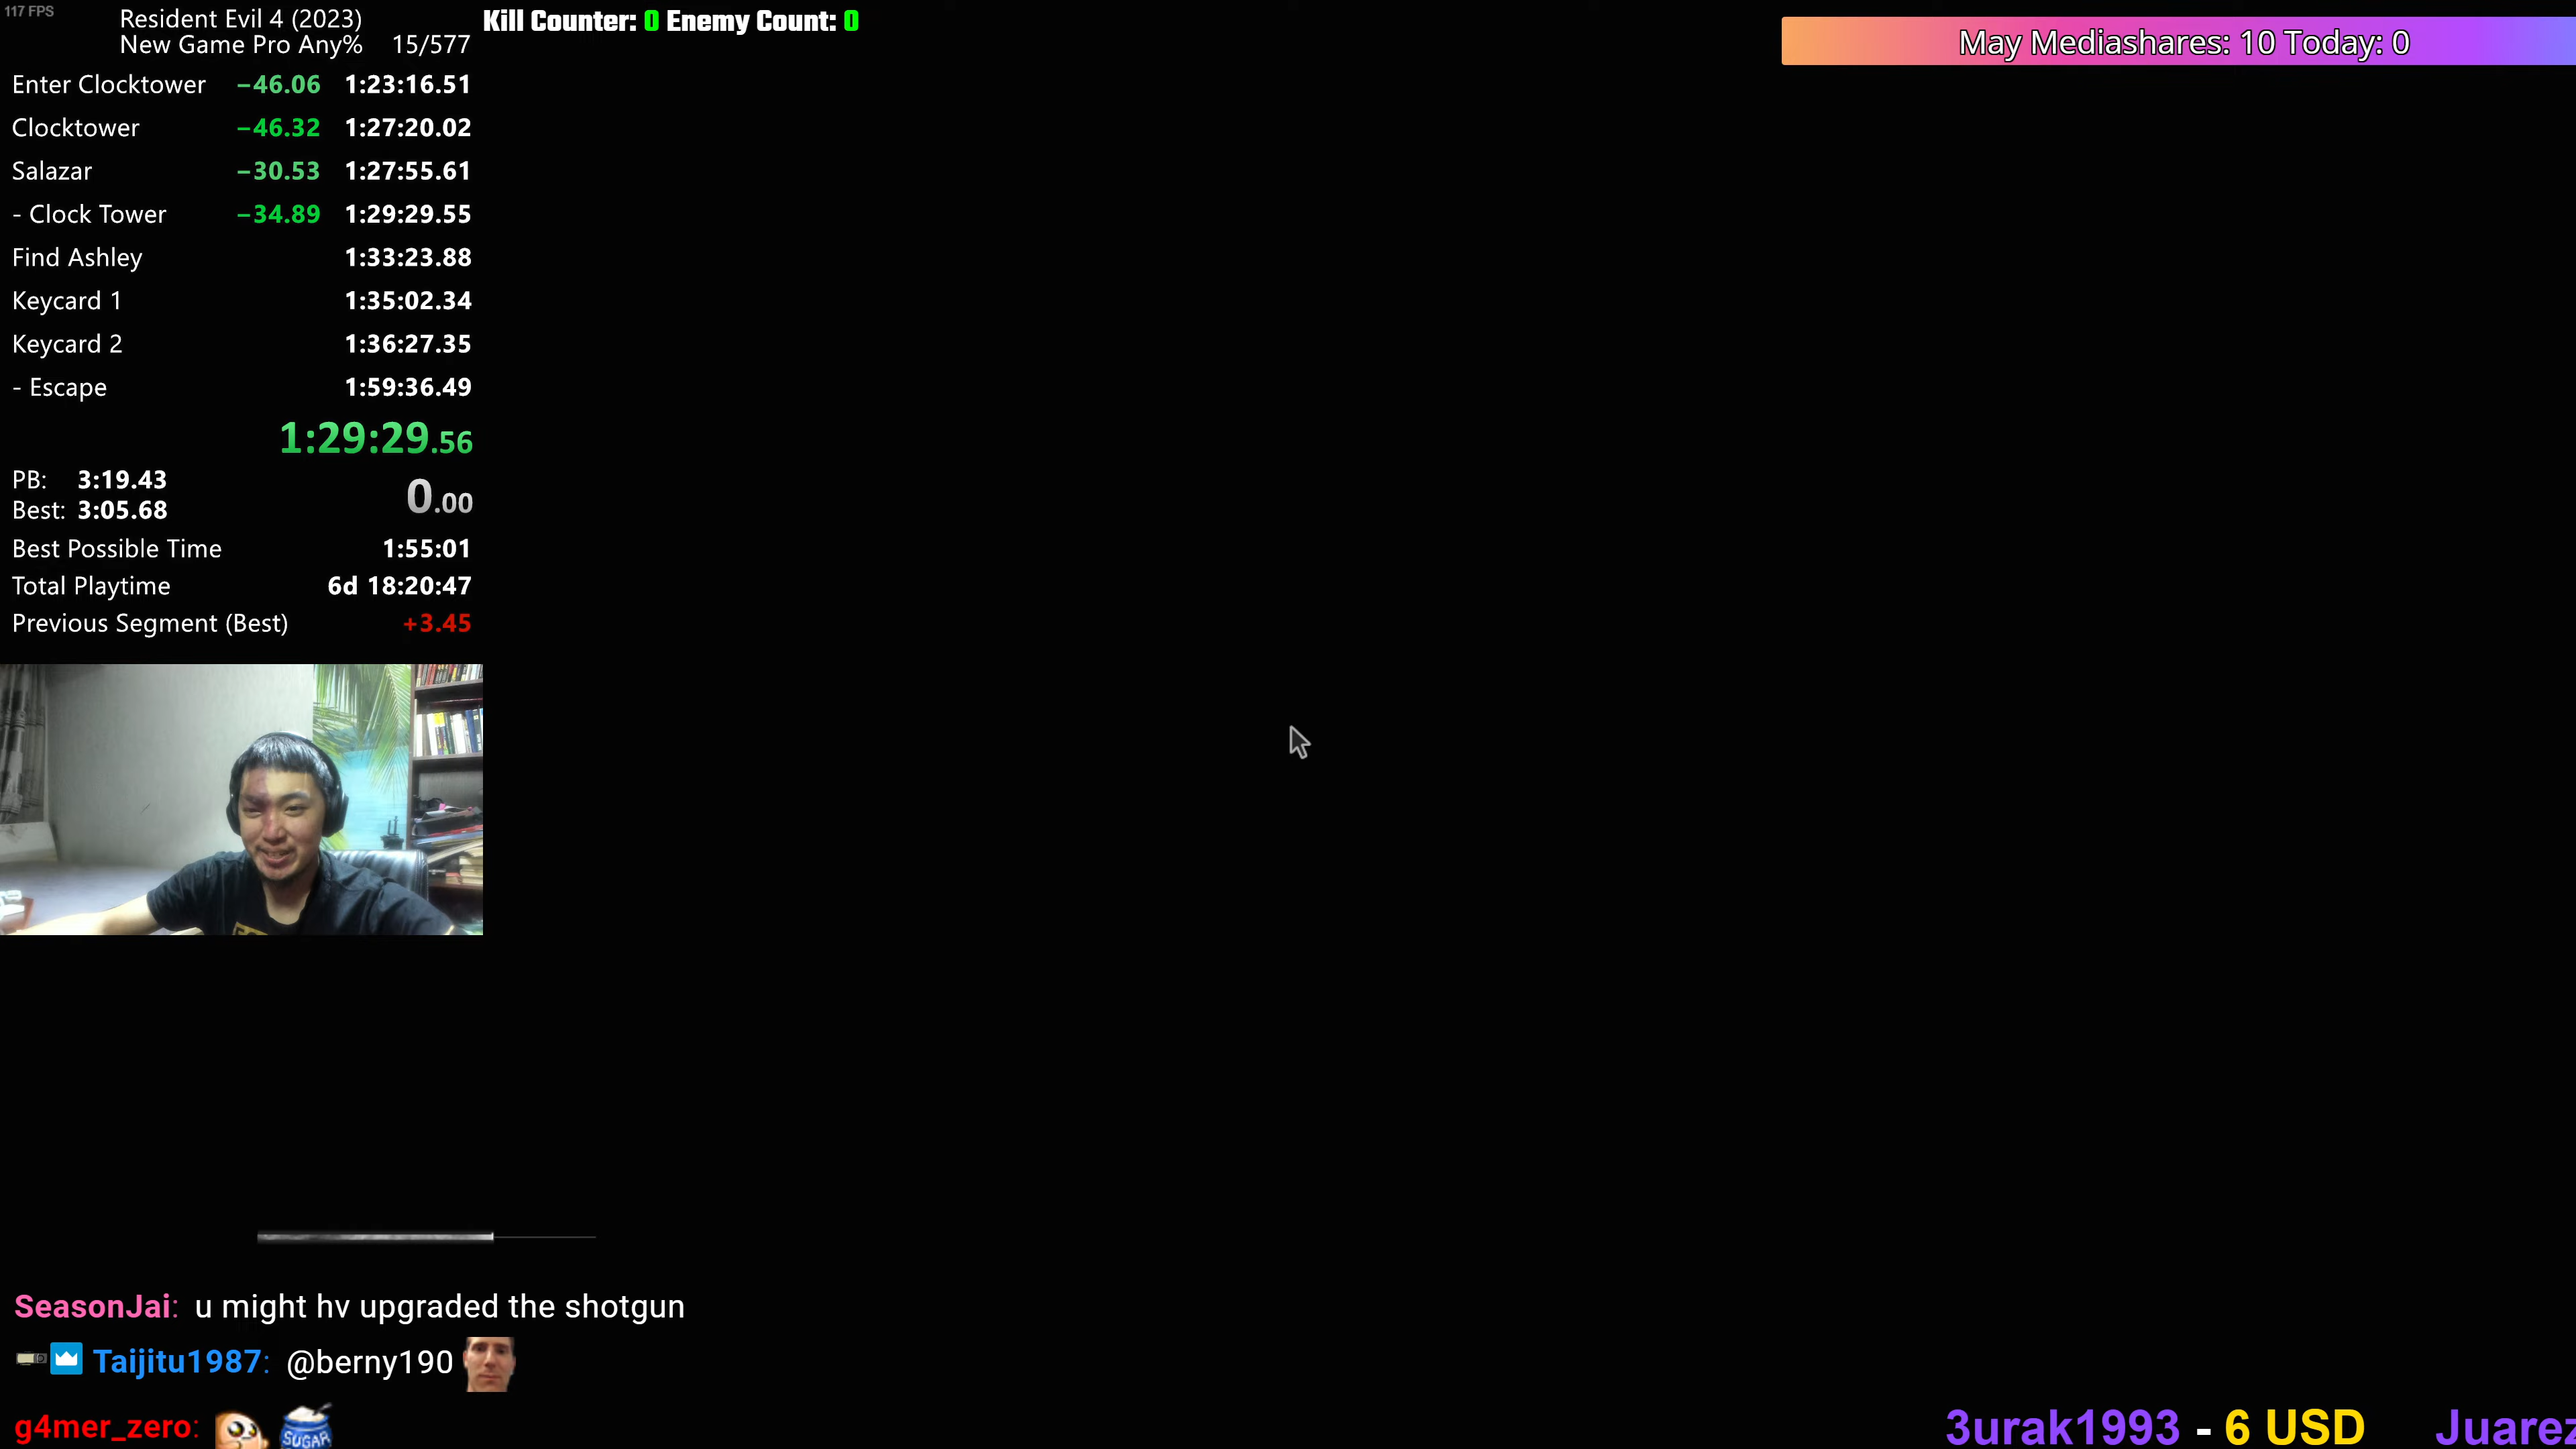 117 FPS
Resident Evil 4 (2023)
New Game Pro Any% 15/577
Kill Counter: 0 Enemy Count: 0
May Mediashares: 10 Today: 0
Enter Clocktower −46.06 1:23:16.51
Clocktower −46.32 1:27:20.02
Salazar −30.53 1:27:55.61
- Clock Tower −34.89 1:29:29.55
Find Ashley 1:33:23.88
Keycard 1 1:35:02.34
Keycard 2 1:36:27.35
- Escape 1:59:36.49
1:29:29.56
PB: 3:19.43
0.00
Best: 3:05.68
Best Possible Time 1:55:01
Total Playtime 6d 18:20:47
Previous Segment (Best) +3.45
SeasonJai: u might hv upgraded the shotgun
Taijitu1987: @berny190
g4mer_zero:
SUGAR
3urak1993 - 6 USD Juarez